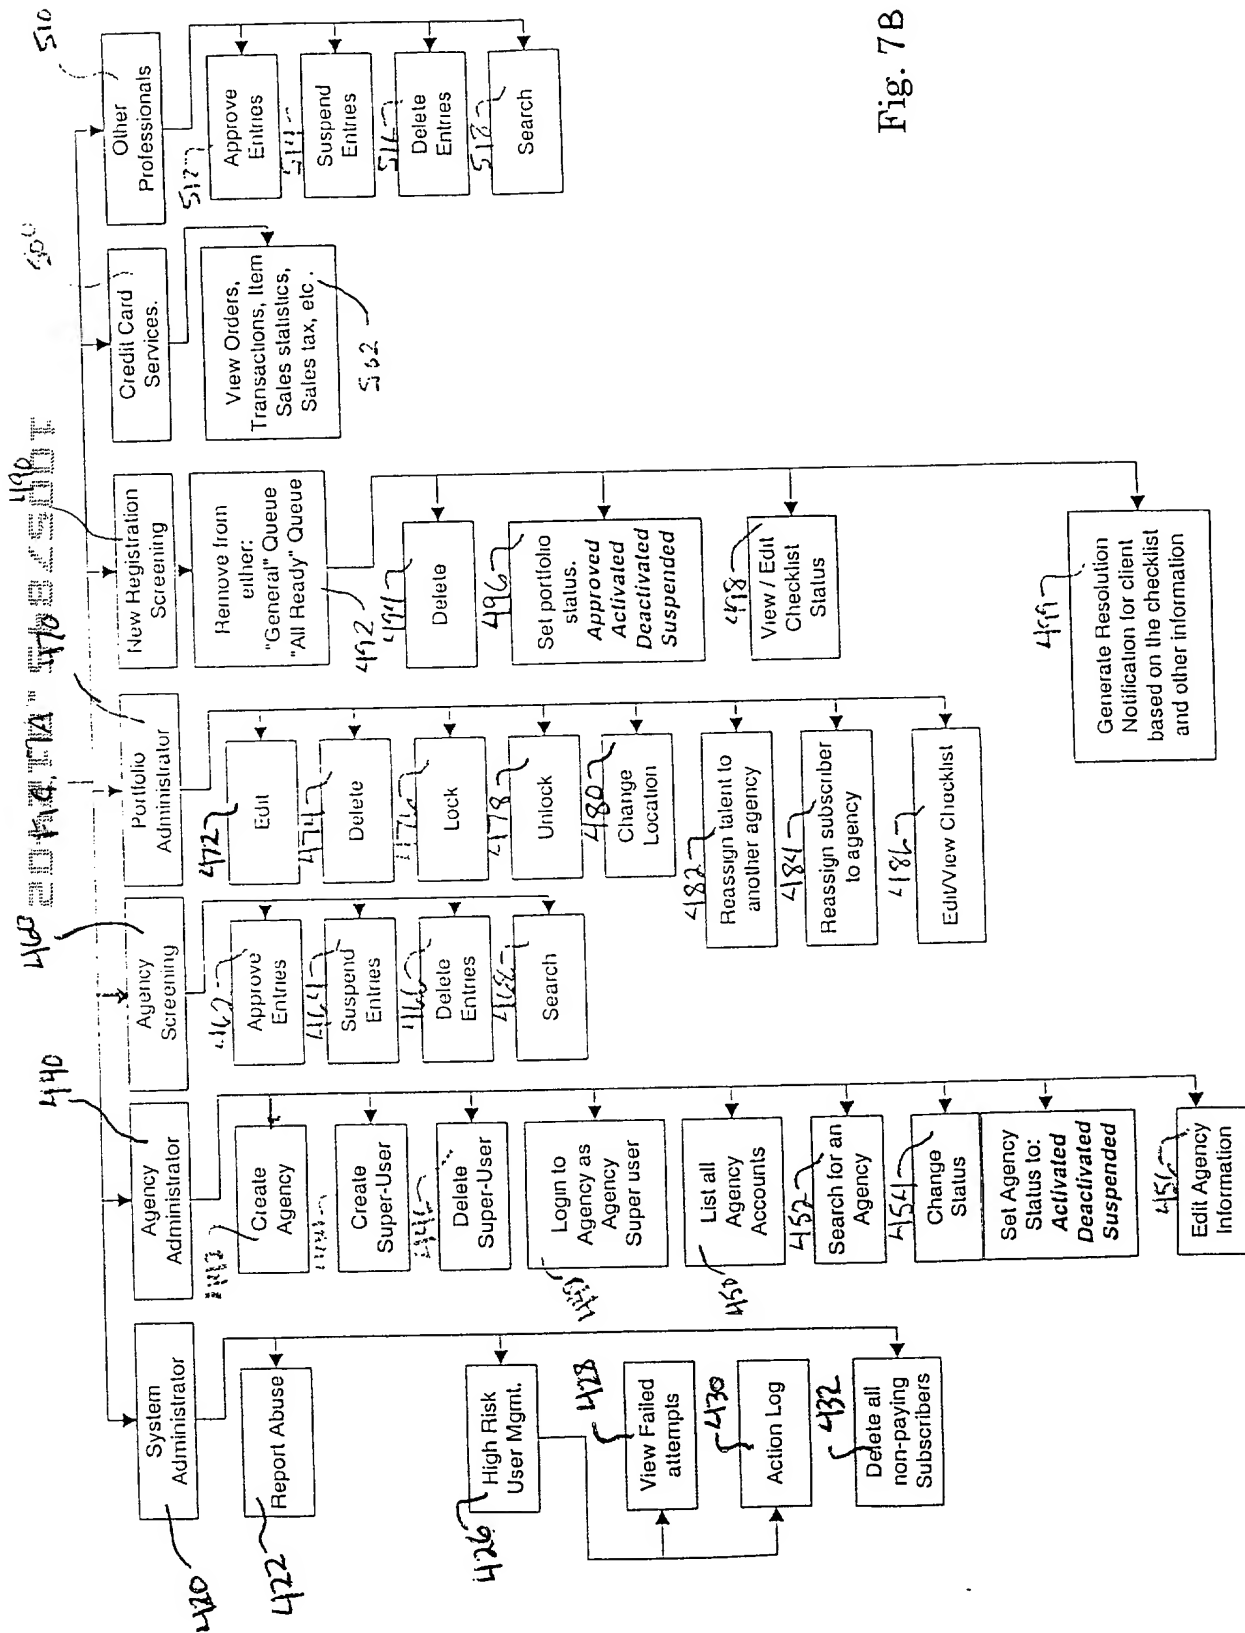 420
System
Administrator
422
Report Abuse
426
High Risk
User Mgmt.
428
View Failed
attempts
430
Action Log
432
Delete all
non-paying
Subscribers
440
Agency
Administrator
Create
Agency
Create
Super-User
446
Delete
Super-User
Login to
Agency as
Agency
Super user
450
List all
Agency
Accounts
452
Search for an
Agency
454
Change
Status
Set Agency
Status to:
Activated
Deactivated
Suspended
456
Edit Agency
Information
460
Agency
Screening
462
Approve
Entries
464
Suspend
Entries
466
Delete
Entries
468
Search
470
Portfolio
Administrator
472
Edit
474
Delete
476
Lock
478
Unlock
480
Change
Location
482
Reassign talent to
another agency
484
Reassign subscriber
to agency
486
Edit/View Checklist
490
New Registration
Screening
Remove from
either:
"General" Queue
"All Ready" Queue
492
494
Delete
496
Set portfolio
status.
Approved
Activated
Deactivated
Suspended
498
View / Edit
Checklist
Status
499
Generate Resolution
Notification for client
based on the checklist
and other information
500
Credit Card
Services.
View Orders,
Transactions, Item
Sales statistics,
Sales tax, etc.
502
510
Other
Professionals
512
Approve
Entries
514
Suspend
Entries
516
Delete
Entries
518
Search
Fig. 7B